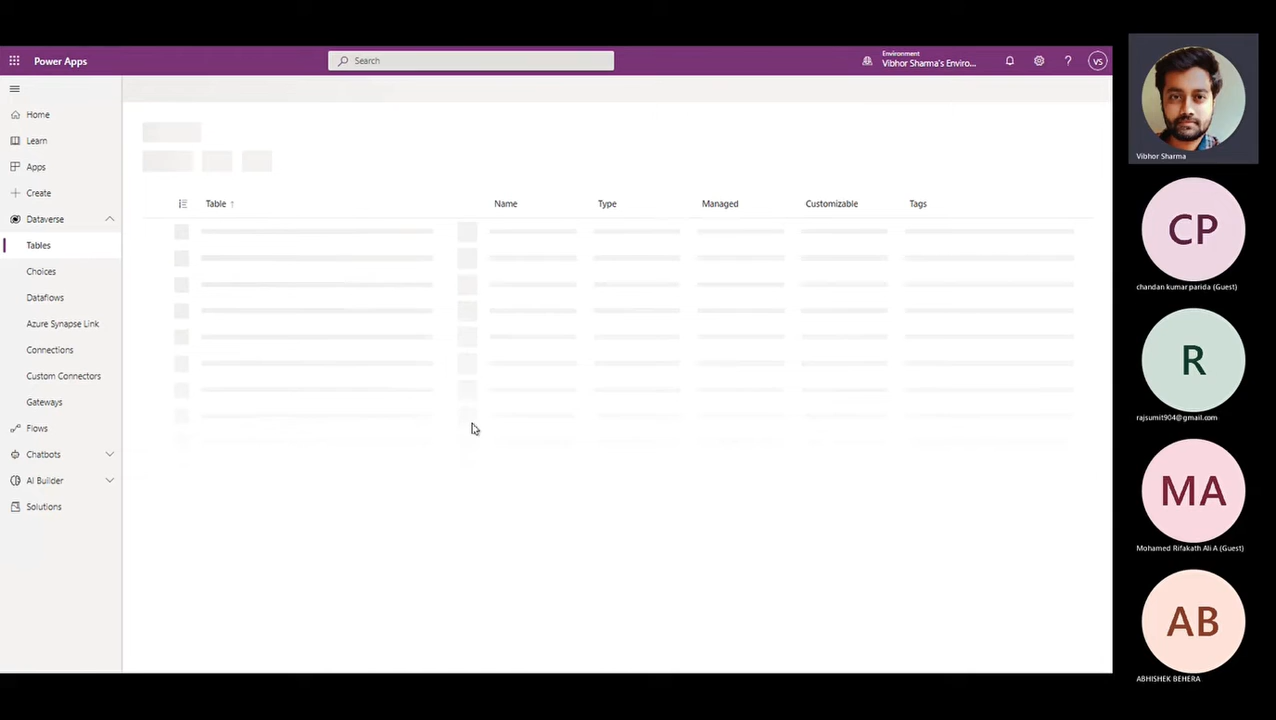 Power Apps
Search
Environment
Vibhor Sharma's Enviro...
?
VS
Home
Learn
Apps
Create
Dataverse
Tables
Choices
Dataflows
Azure Synapse Link
Connections
Custom Connectors
Gateways
Flows
Chatbots
AI Builder
Solutions
Table ↑ Name Type Managed Customizable Tags
Vibhor Sharma
CP
chandan kumar parida (Guest)
R
rajsumit904@gmail.com
MA
Mohamed Rifakath Ali A (Guest)
AB
ABHISHEK BEHERA